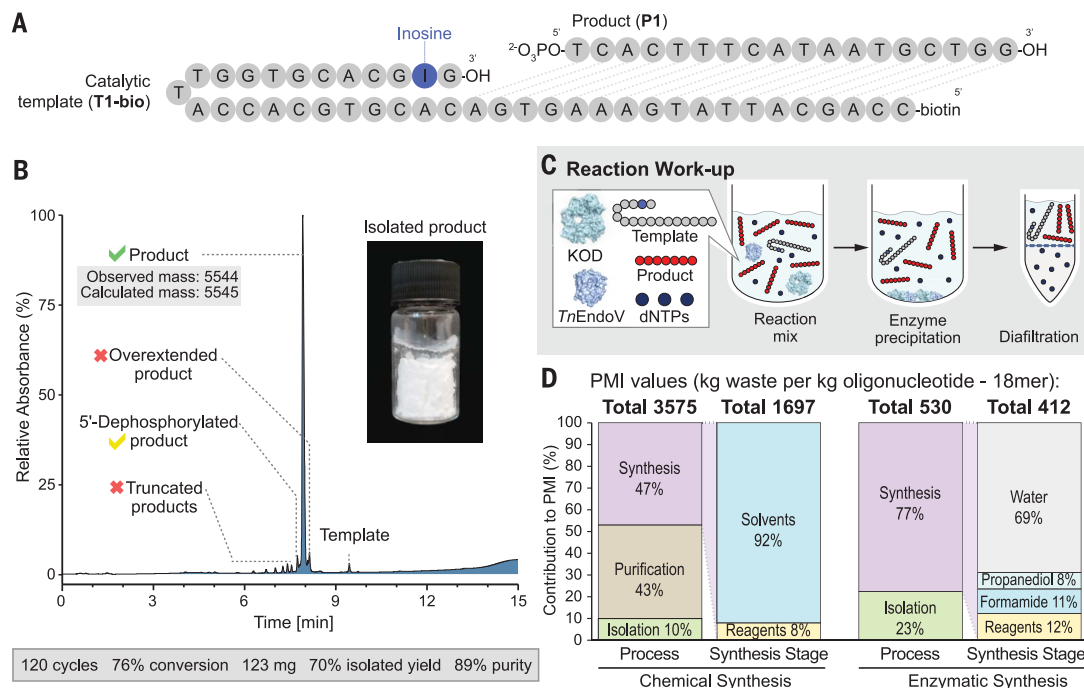 A
Product (P1)
Inosine
5' 2-O3PO-TCACTTTCATAATGCTGG-OH 3'
Catalytic
template (T1-bio)
TGGTGCACGIG-OH 3'
T
ACCACGTGCACAGTGAAAGTATTACGACC-biotin 5'
B
Relative Absorbance (%)
100
75
50
25
0
0 3 6 9 12 15
Time [min]
Product
Observed mass: 5544
Calculated mass: 5545
Overextended
product
5'-Dephosphorylated
product
Truncated
products
Template
Isolated product
120 cycles 76% conversion 123 mg 70% isolated yield 89% purity
C Reaction Work-up
KOD
Template
Product
TnEndoV
dNTPs
Reaction
mix
Enzyme
precipitation
Diafiltration
D PMI values (kg waste per kg oligonucleotide - 18mer):
Total 3575 Total 1697 Total 530 Total 412
Contribution to PMI (%)
100
90
80
70
60
50
40
30
20
10
0
Synthesis
47%
Purification
43%
Isolation 10%
Solvents
92%
Reagents 8%
Synthesis
77%
Isolation
23%
Water
69%
Propanediol 8%
Formamide 11%
Reagents 12%
Process Synthesis Stage Process Synthesis Stage
Chemical Synthesis Enzymatic Synthesis